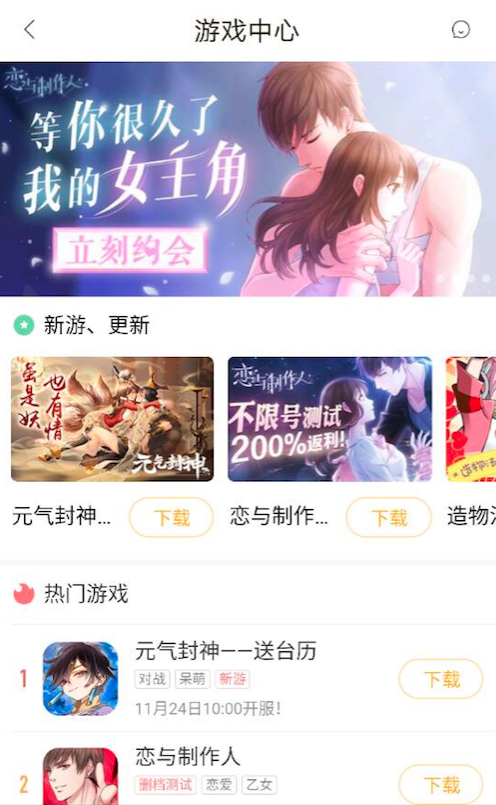 游戏中心
恋与制作人
等你很久了
我的女主角
立刻约会
新游、更新
虽是妖
也有情
元气封神
恋与制作人
不限号测试
200%返利!
元气封神...
下载
恋与制作...
下载
热门游戏
1
元气封神——送台历
对战 呆萌 新游
11月24日10:00开服!
下载
2
恋与制作人
删档测试 恋爱 乙女
下载